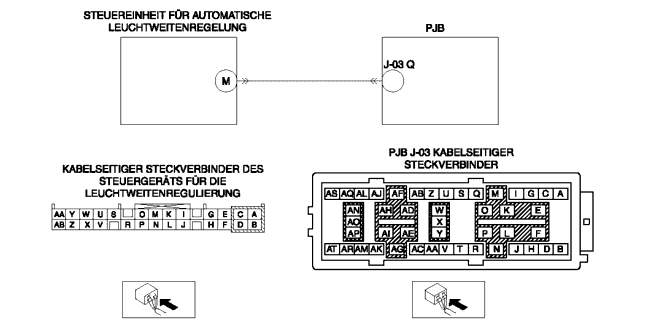 STEUEREINHEIT FÜR AUTOMATISCHE
LEUCHTWEITENREGELUNG
PJB
M
J-03 Q
KABELSEITIGER STECKVERBINDER DES
STEUERGERÄTS FÜR DIE
LEUCHTWEITENREGULIERUNG
PJB J-03 KABELSEITIGER
STECKVERBINDER
AA Y W U S O M K I G E C A
AB Z X V R P N L J H F D B
AS AQ AL AJ AF AB Z U S Q M I G C A
AN AH AD W O K E
AO X
AP AI AE Y P L F
AT AR AM AK AG AC AA V T R N J H D B